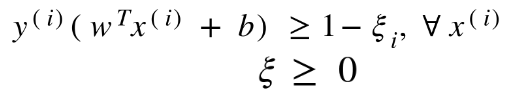 y^{(i)} ( w^T x^{(i)} + b) ≥ 1 − ξ_i, ∀ x^{(i)}
ξ ≥ 0